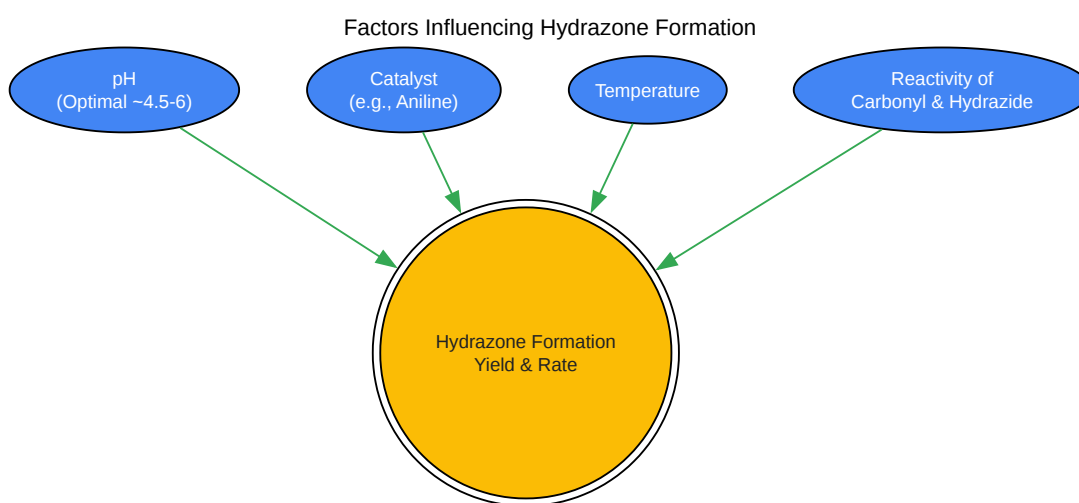 Factors Influencing Hydrazone Formation
pH
(Optimal ~4.5-6)
Catalyst
(e.g., Aniline)
Temperature
Reactivity of
Carbonyl & Hydrazide
Hydrazone Formation
Yield & Rate